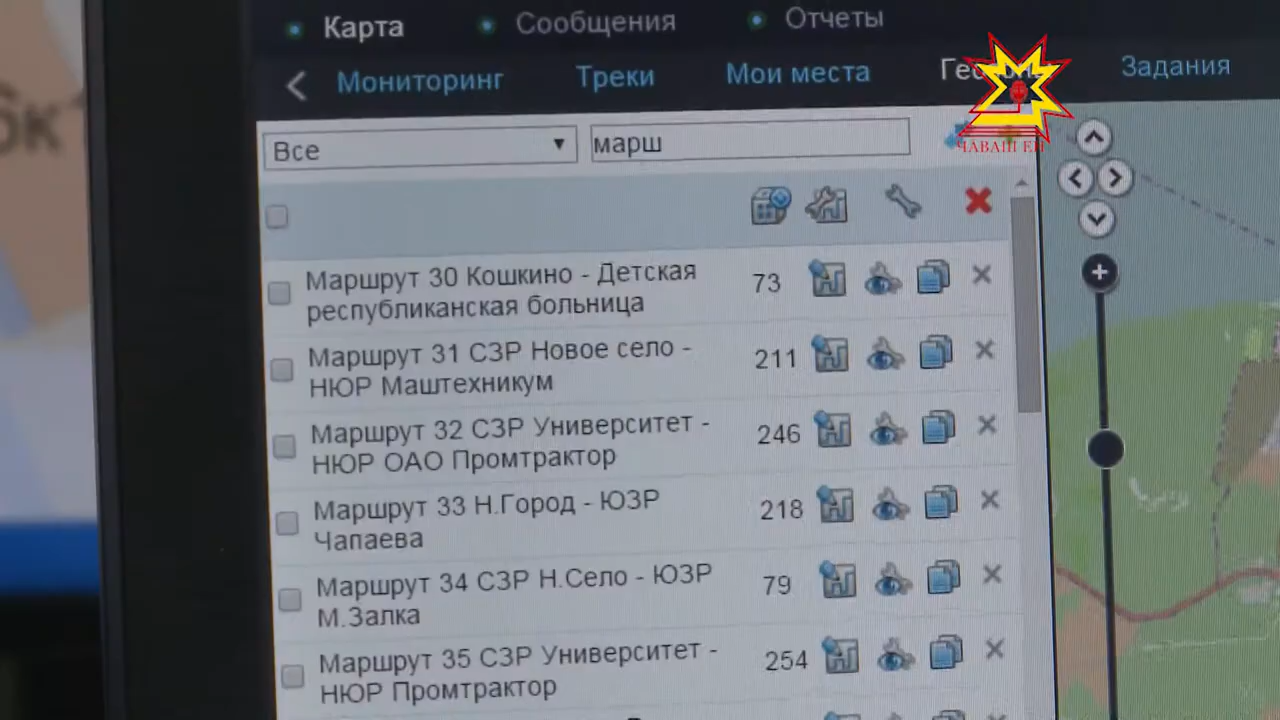 Карта
Сообщения
Отчеты
Мониторинг
Треки
Мои места
Задания
ЧАВАШ ЕН
Все
марш
Маршрут 30 Кошкино - Детская
республиканская больница
73
Маршрут 31 СЗР Новое село -
НЮР Маштехникум
211
Маршрут 32 СЗР Университет -
НЮР ОАО Промтрактор
246
Маршрут 33 Н.Город - ЮЗР
Чапаева
218
Маршрут 34 СЗР Н.Село - ЮЗР
М.Залка
79
Маршрут 35 СЗР Университет -
НЮР Промтрактор
254